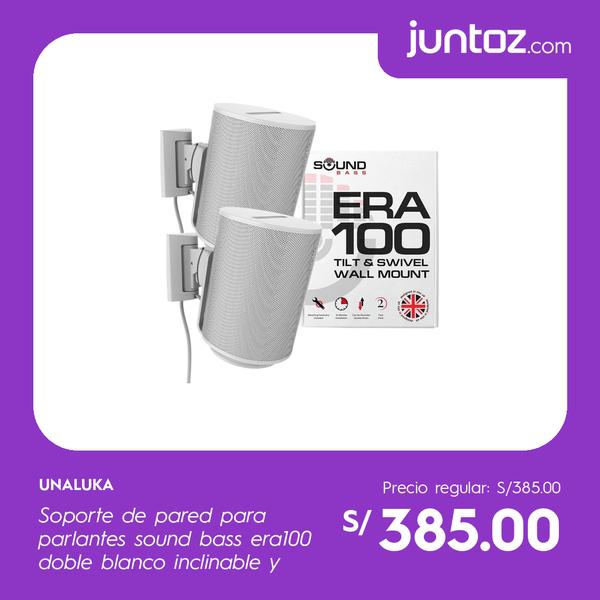 juntoz.com
SOUND
BASS
ERA
100
TILT & SWIVEL
WALL MOUNT
2
UNALUKA
Soporte de pared para
parlantes sound bass era100
doble blanco inclinable y
Precio regular: S/385.00
S/ 385.00